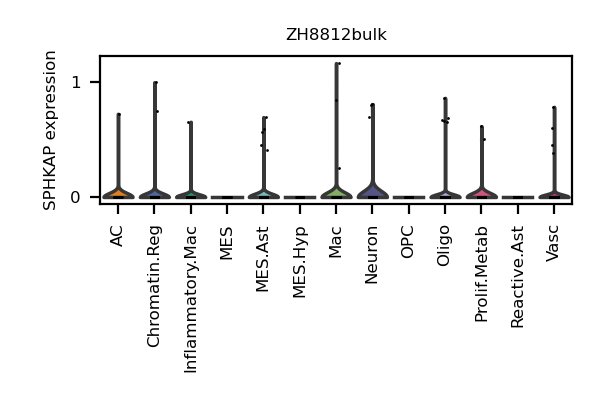 ZH8812bulk
SPHKAP expression
1
0
AC
Chromatin.Reg
Inflammatory.Mac
MES
MES.Ast
MES.Hyp
Mac
Neuron
OPC
Oligo
Prolif.Metab
Reactive.Ast
Vasc